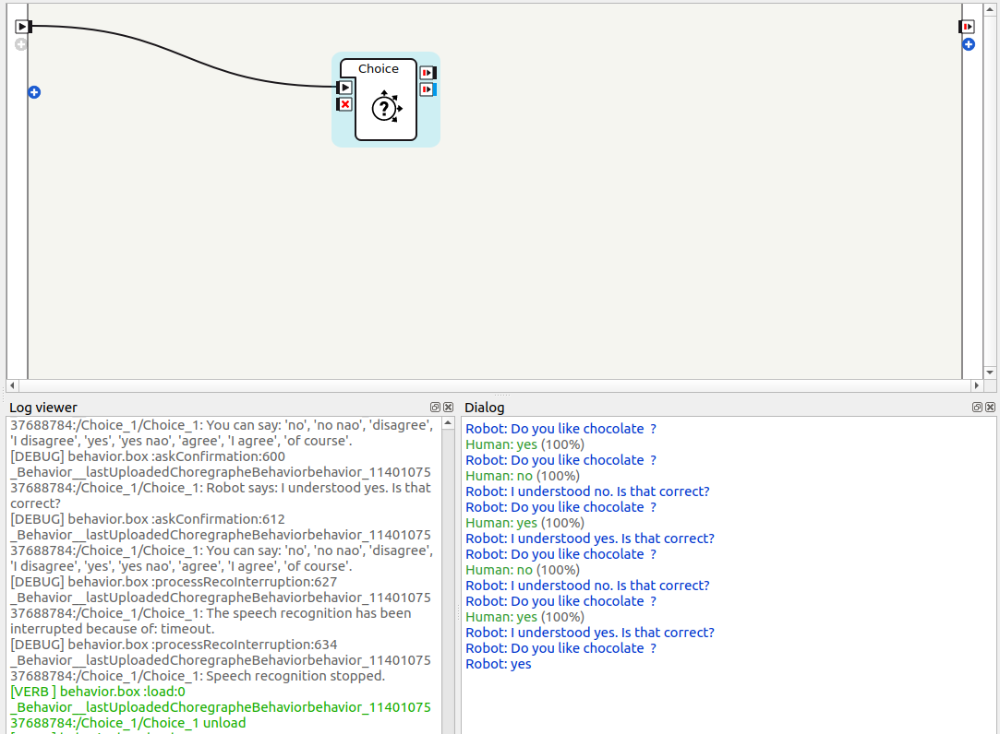 Choice
?
Log viewer
37688784:/Choice_1/Choice_1: You can say: 'no', 'no nao', 'disagree',
'I disagree', 'yes', 'yes nao', 'agree', 'I agree', 'of course'.
[DEBUG] behavior.box :askConfirmation:600
_Behavior__lastUploadedChoregrapheBehaviorbehavior_11401075
37688784:/Choice_1/Choice_1: Robot says: I understood yes. Is that
correct?
[DEBUG] behavior.box :askConfirmation:612
_Behavior__lastUploadedChoregrapheBehaviorbehavior_11401075
37688784:/Choice_1/Choice_1: You can say: 'no', 'no nao', 'disagree',
'I disagree', 'yes', 'yes nao', 'agree', 'I agree', 'of course'.
[DEBUG] behavior.box :processRecoInterruption:627
_Behavior__lastUploadedChoregrapheBehaviorbehavior_11401075
37688784:/Choice_1/Choice_1: The speech recognition has been
interrupted because of: timeout.
[DEBUG] behavior.box :processRecoInterruption:634
_Behavior__lastUploadedChoregrapheBehaviorbehavior_11401075
37688784:/Choice_1/Choice_1: Speech recognition stopped.
[VERB ] behavior.box :load:0
_Behavior__lastUploadedChoregrapheBehaviorbehavior_11401075
37688784:/Choice_1/Choice_1 unload
Dialog
Robot: Do you like chocolate  ?
Human: yes (100%)
Robot: Do you like chocolate  ?
Human: no (100%)
Robot: I understood no. Is that correct?
Robot: Do you like chocolate  ?
Human: yes (100%)
Robot: I understood yes. Is that correct?
Robot: Do you like chocolate  ?
Human: no (100%)
Robot: I understood no. Is that correct?
Robot: Do you like chocolate  ?
Human: yes (100%)
Robot: I understood yes. Is that correct?
Robot: Do you like chocolate  ?
Robot: yes